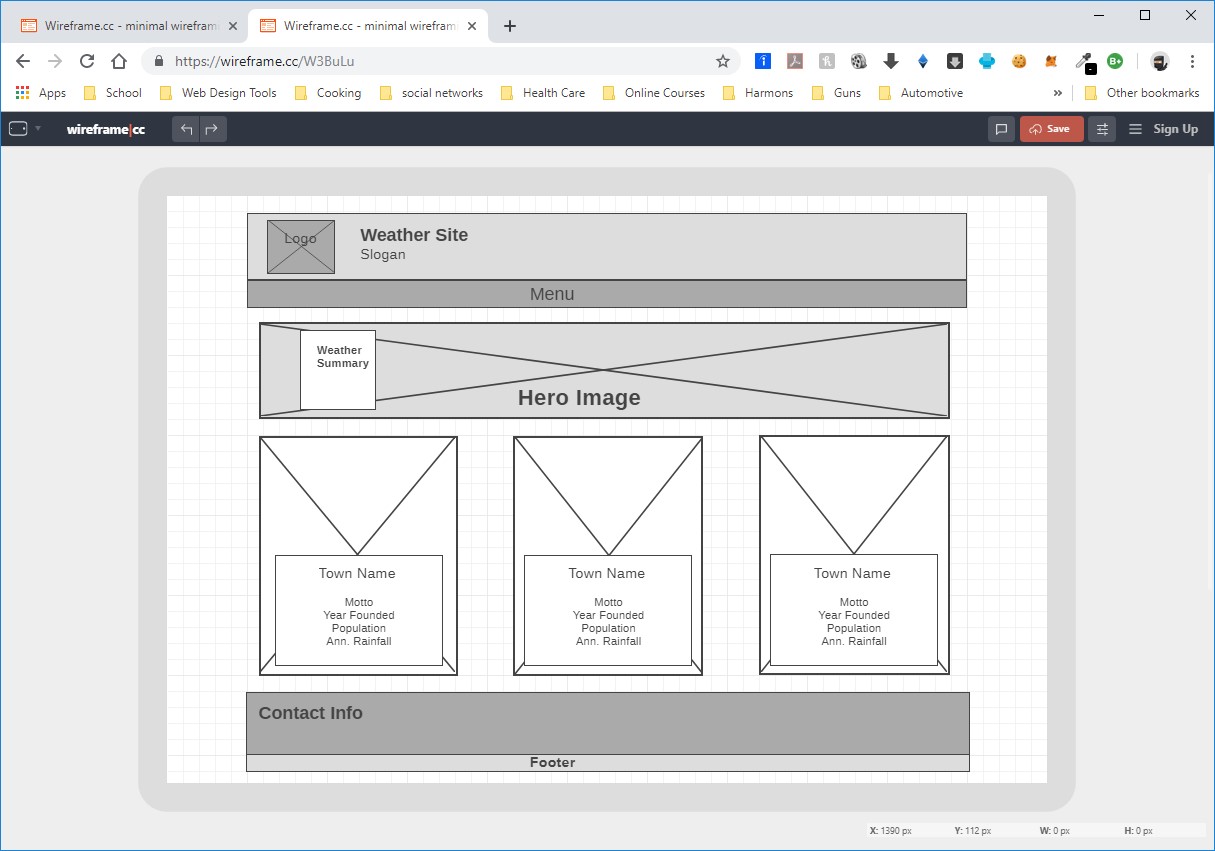 Wireframe.cc - minimal wirefram
Wireframe.cc - minimal wirefram
https://wireframe.cc/W3BuLu
Apps School Web Design Tools Cooking social networks Health Care Online Courses Harmons Guns Automotive » Other bookmarks
wireframe|cc Save Sign Up
Logo
Weather Site
Slogan
Menu
Weather
Summary
Hero Image
Town Name
Motto
Year Founded
Population
Ann. Rainfall
Town Name
Motto
Year Founded
Population
Ann. Rainfall
Town Name
Motto
Year Founded
Population
Ann. Rainfall
Contact Info
Footer
X: 1390 px Y: 112 px W: 0 px H: 0 px